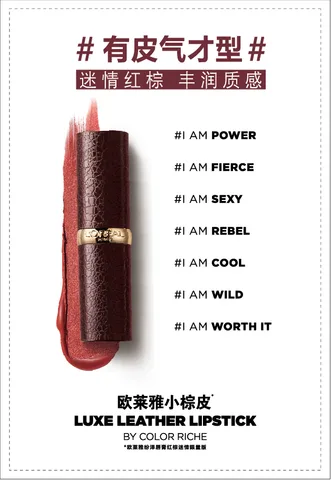 #有皮气才型#
迷情红棕 丰润质感
#I AM POWER
#I AM FIERCE
#I AM SEXY
#I AM REBEL
#I AM COOL
#I AM WILD
#I AM WORTH IT
欧莱雅小棕皮*
LUXE LEATHER LIPSTICK
BY COLOR RICHE